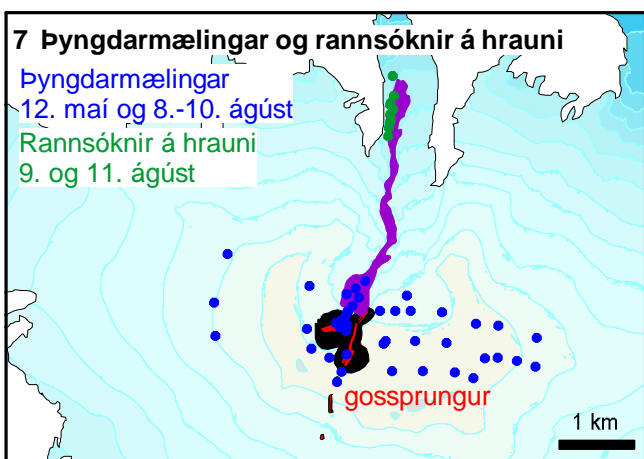 7 Þyngdarmælingar og rannsóknir á hrauni
Þyngdarmælingar
12. maí og 8.-10. ágúst
Rannsóknir á hrauni
9. og 11. ágúst
gossprungur
1 km